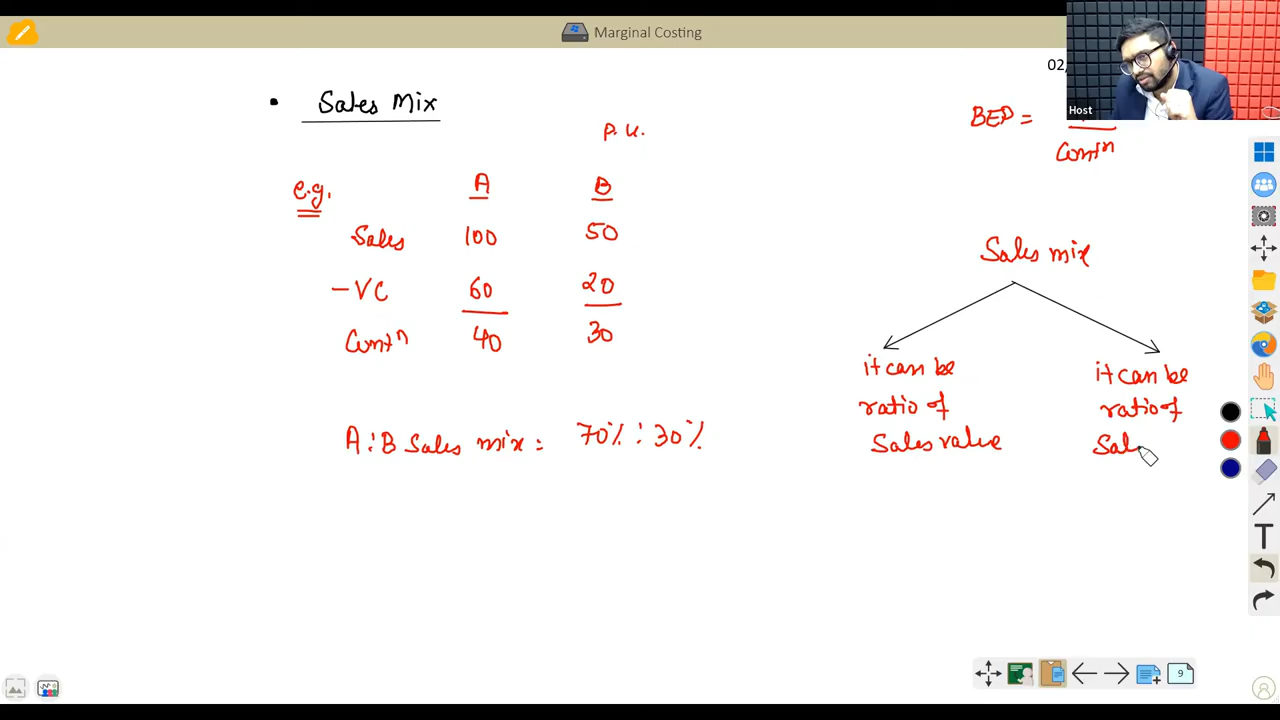 Marginal Costing
02/
Host
• Sales Mix
P. U.
BEP =
Contn
e.g. A B
Sales 100 50
- VC 60 20
Contn 40 30
A:B Sales mix = 70% : 30%
Sales mix
it can be
ratio of
Sales value
it can be
ratio of
Sal
T
9